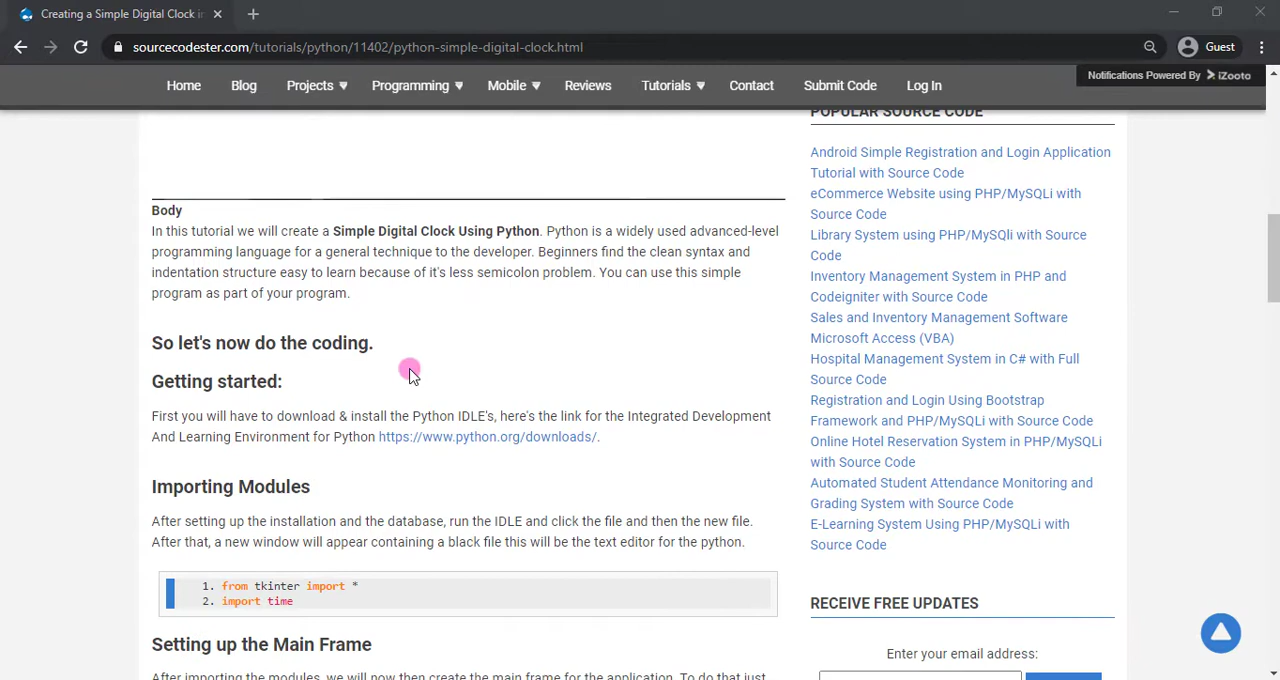 Creating a Simple Digital Clock in
sourcecodester.com/tutorials/python/11402/python-simple-digital-clock.html
Guest
Notifications Powered By iZooto
Home Blog Projects Programming Mobile Reviews Tutorials Contact Submit Code Log In
Body
In this tutorial we will create a Simple Digital Clock Using Python. Python is a widely used advanced-level
programming language for a general technique to the developer. Beginners find the clean syntax and
indentation structure easy to learn because of it's less semicolon problem. You can use this simple
program as part of your program.
So let's now do the coding.
Getting started:
First you will have to download & install the Python IDLE's, here's the link for the Integrated Development
And Learning Environment for Python https://www.python.org/downloads/.
Importing Modules
After setting up the installation and the database, run the IDLE and click the file and then the new file.
After that, a new window will appear containing a black file this will be the text editor for the python.
1. from tkinter import *
2. import time
Setting up the Main Frame
After importing the modules, we will now then create the main frame for the application. To do that just
POPULAR SOURCE CODE
Android Simple Registration and Login Application
Tutorial with Source Code
eCommerce Website using PHP/MySQLi with
Source Code
Library System using PHP/MySQli with Source
Code
Inventory Management System in PHP and
Codeigniter with Source Code
Sales and Inventory Management Software
Microsoft Access (VBA)
Hospital Management System in C# with Full
Source Code
Registration and Login Using Bootstrap
Framework and PHP/MySQLi with Source Code
Online Hotel Reservation System in PHP/MySQLi
with Source Code
Automated Student Attendance Monitoring and
Grading System with Source Code
E-Learning System Using PHP/MySQLi with
Source Code
RECEIVE FREE UPDATES
Enter your email address: